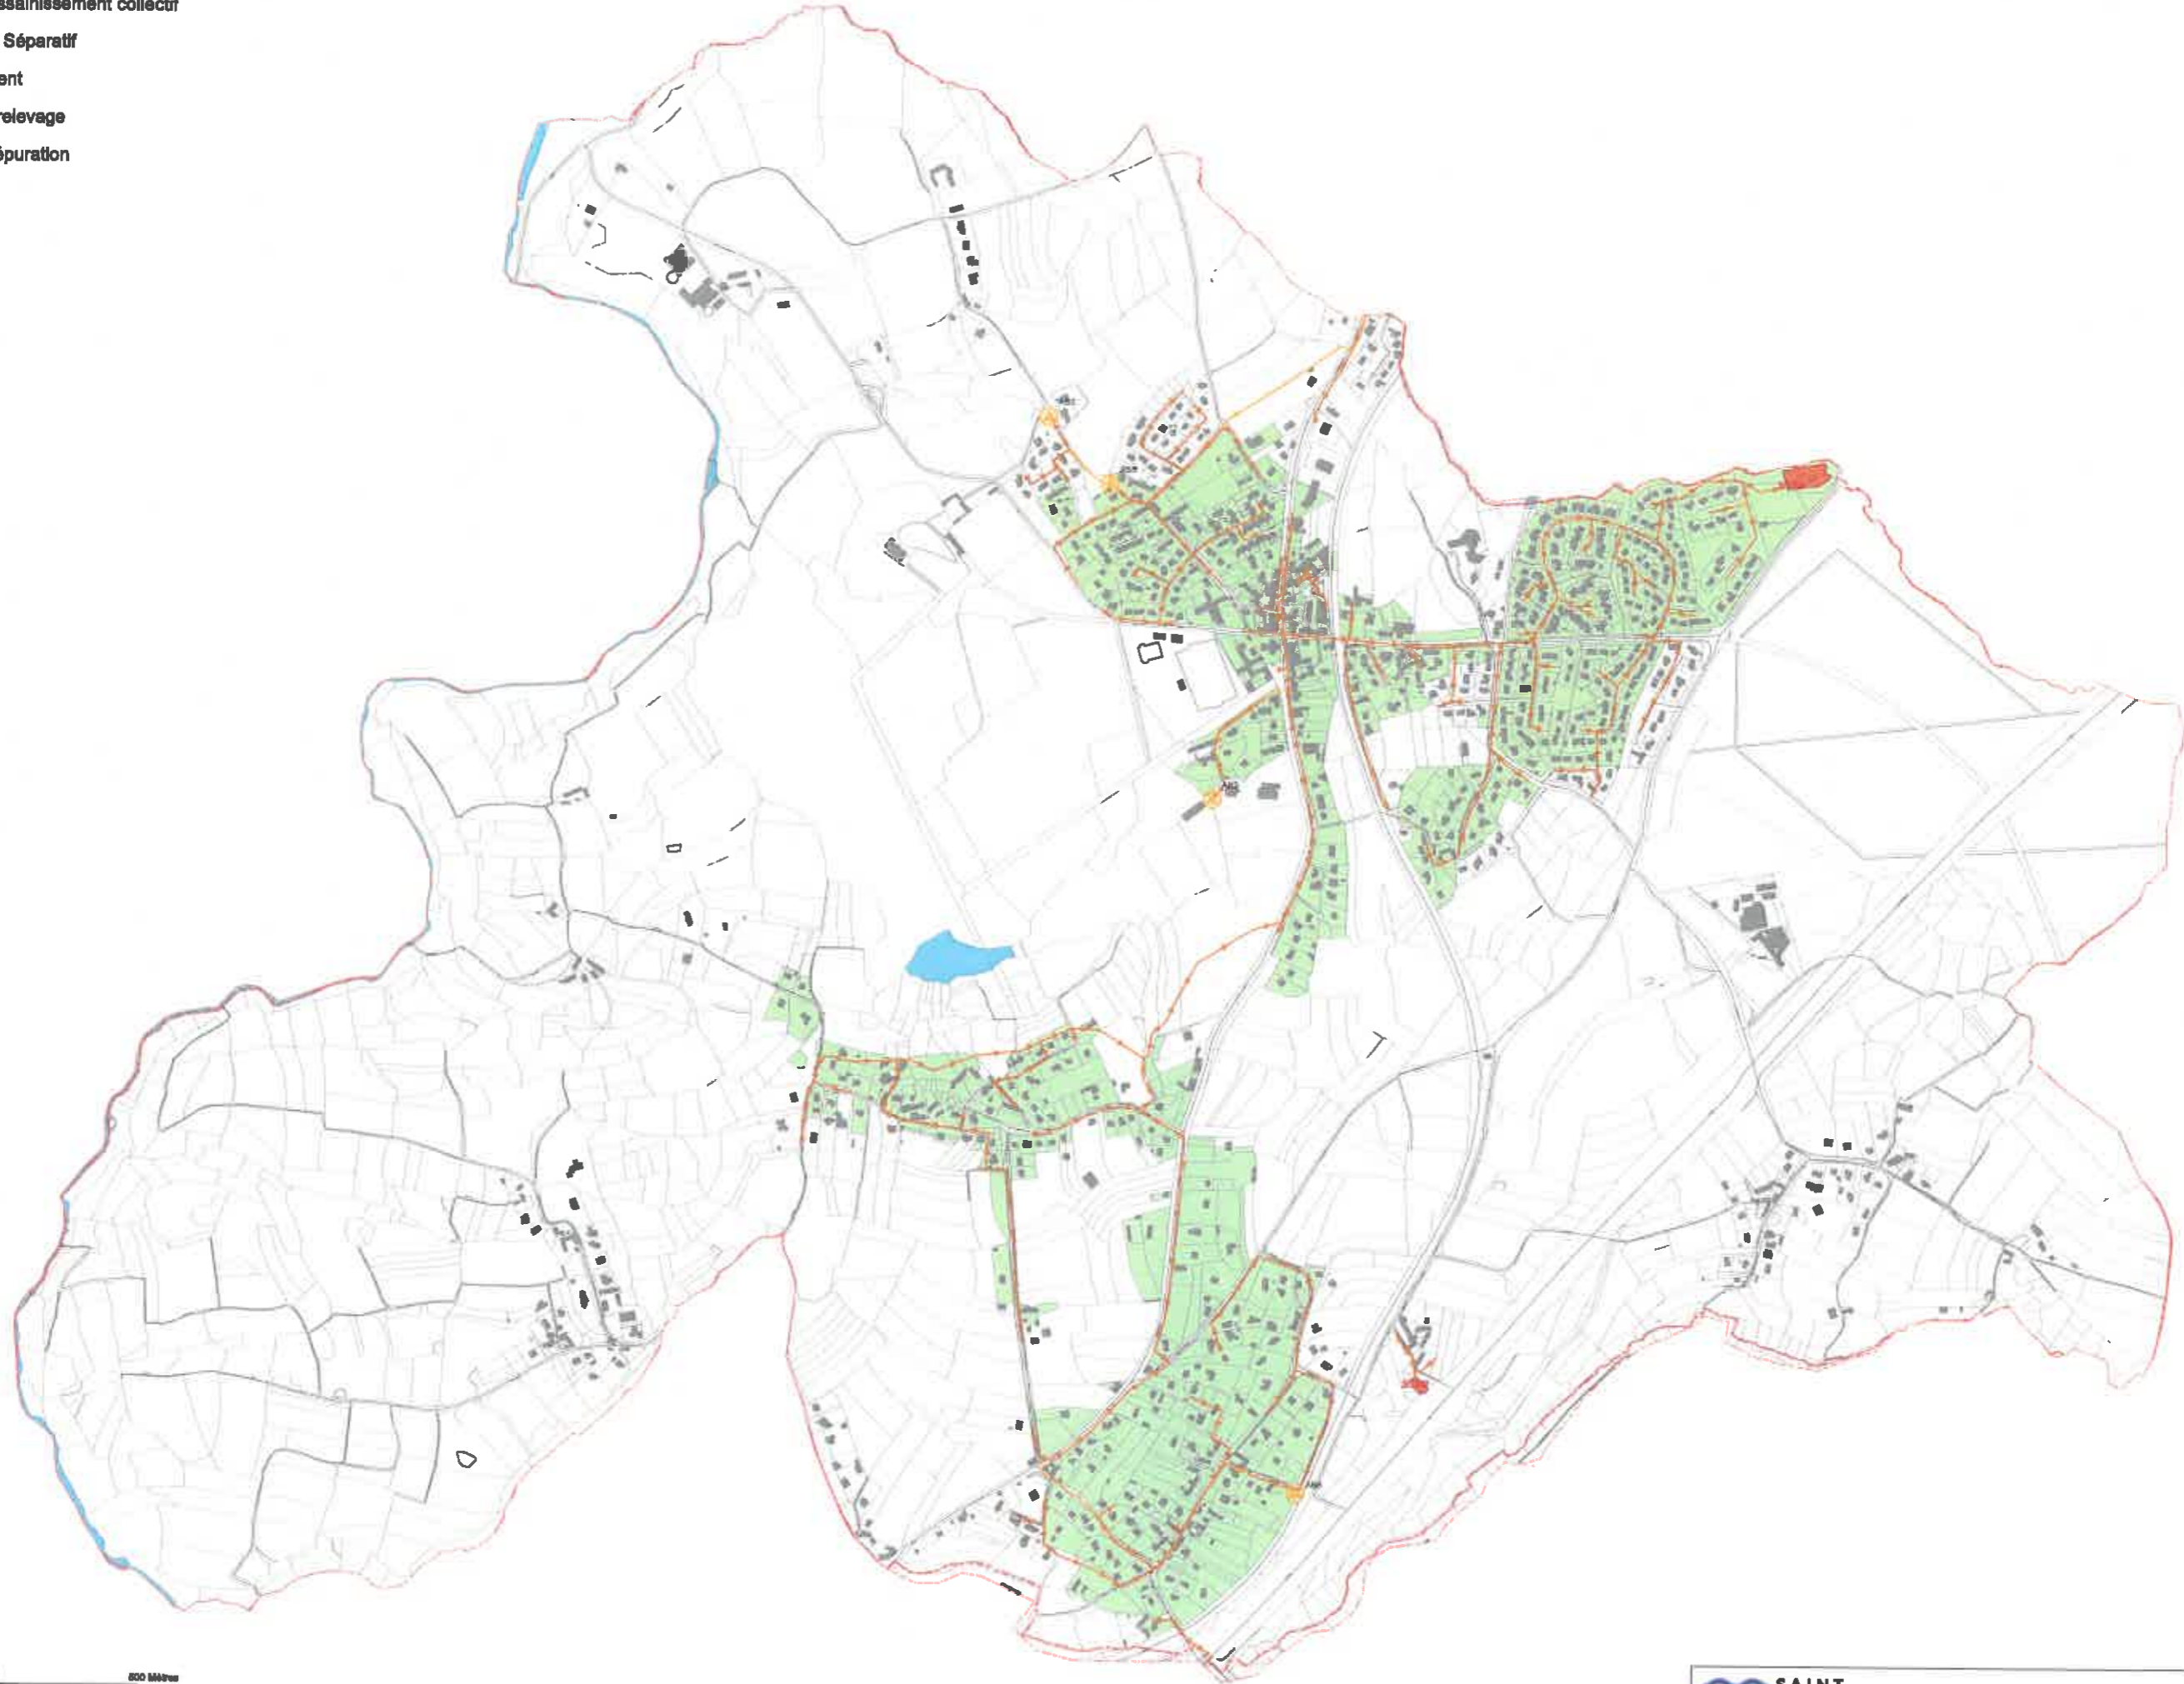 ssainissement collectif
Séparatif
ent
relevage
épuration
500 Mètres
SAINT